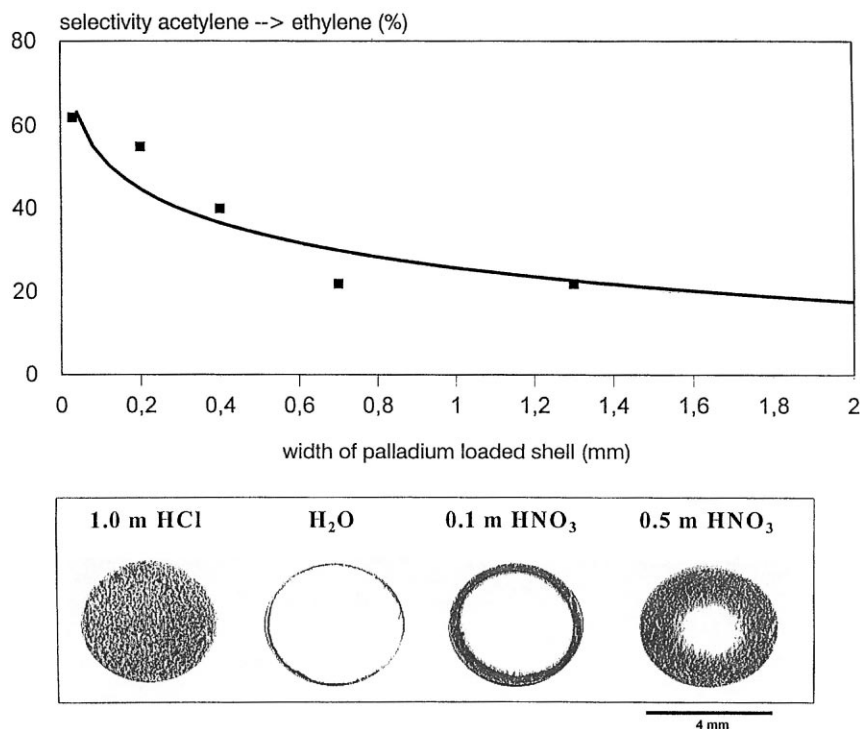 selectivity acetylene --> ethylene (%)
80
60
40
20
0
0 0,2 0,4 0,6 0,8 1 1,2 1,4 1,6 1,8 2
width of palladium loaded shell (mm)
1.0 m HCl H₂O 0.1 m HNO₃ 0.5 m HNO₃
4 mm